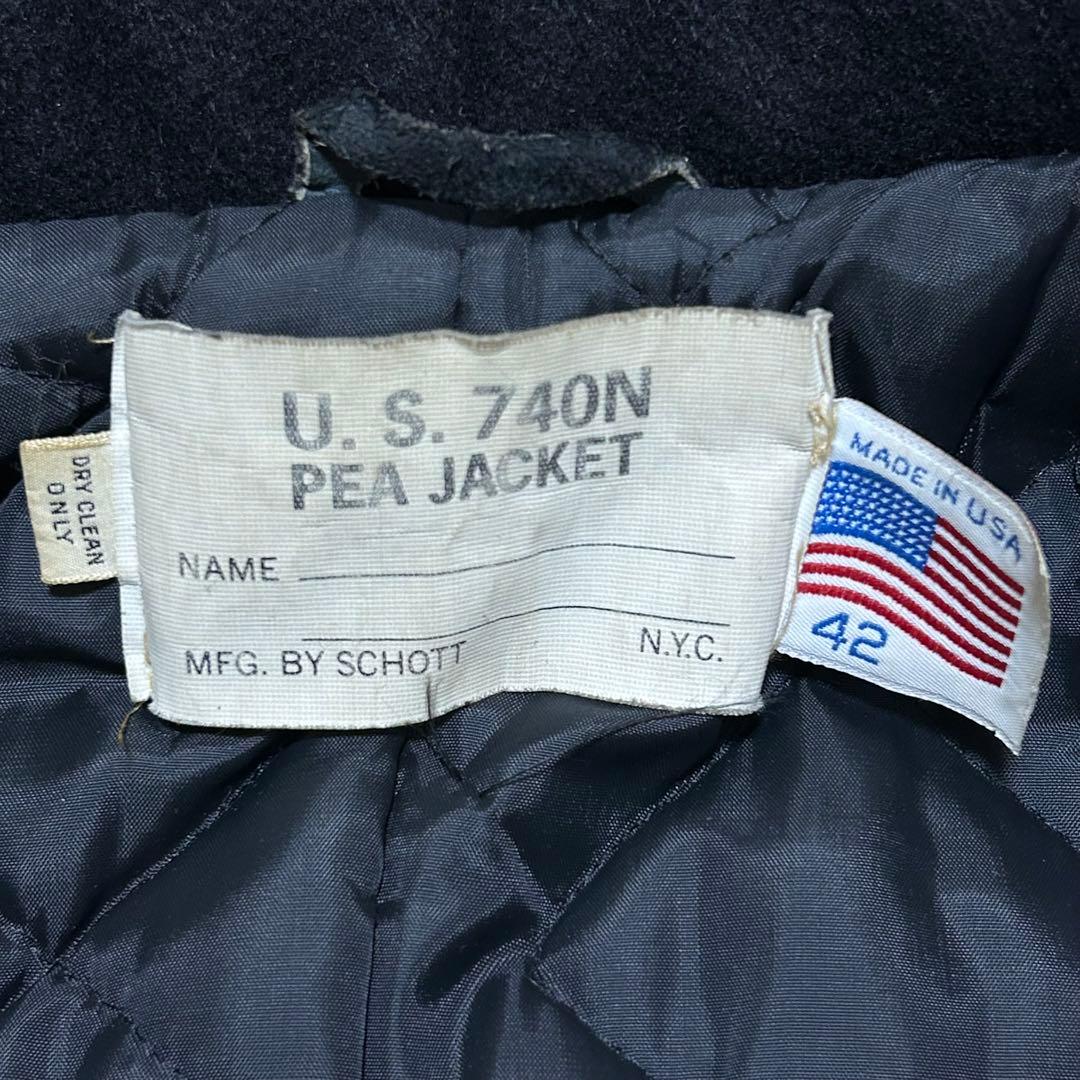 U. S. 740N
PEA JACKET
NAME
MFG. BY SCHOTT N.Y.C.
DRY CLEAN
ONLY
MADE IN USA
42